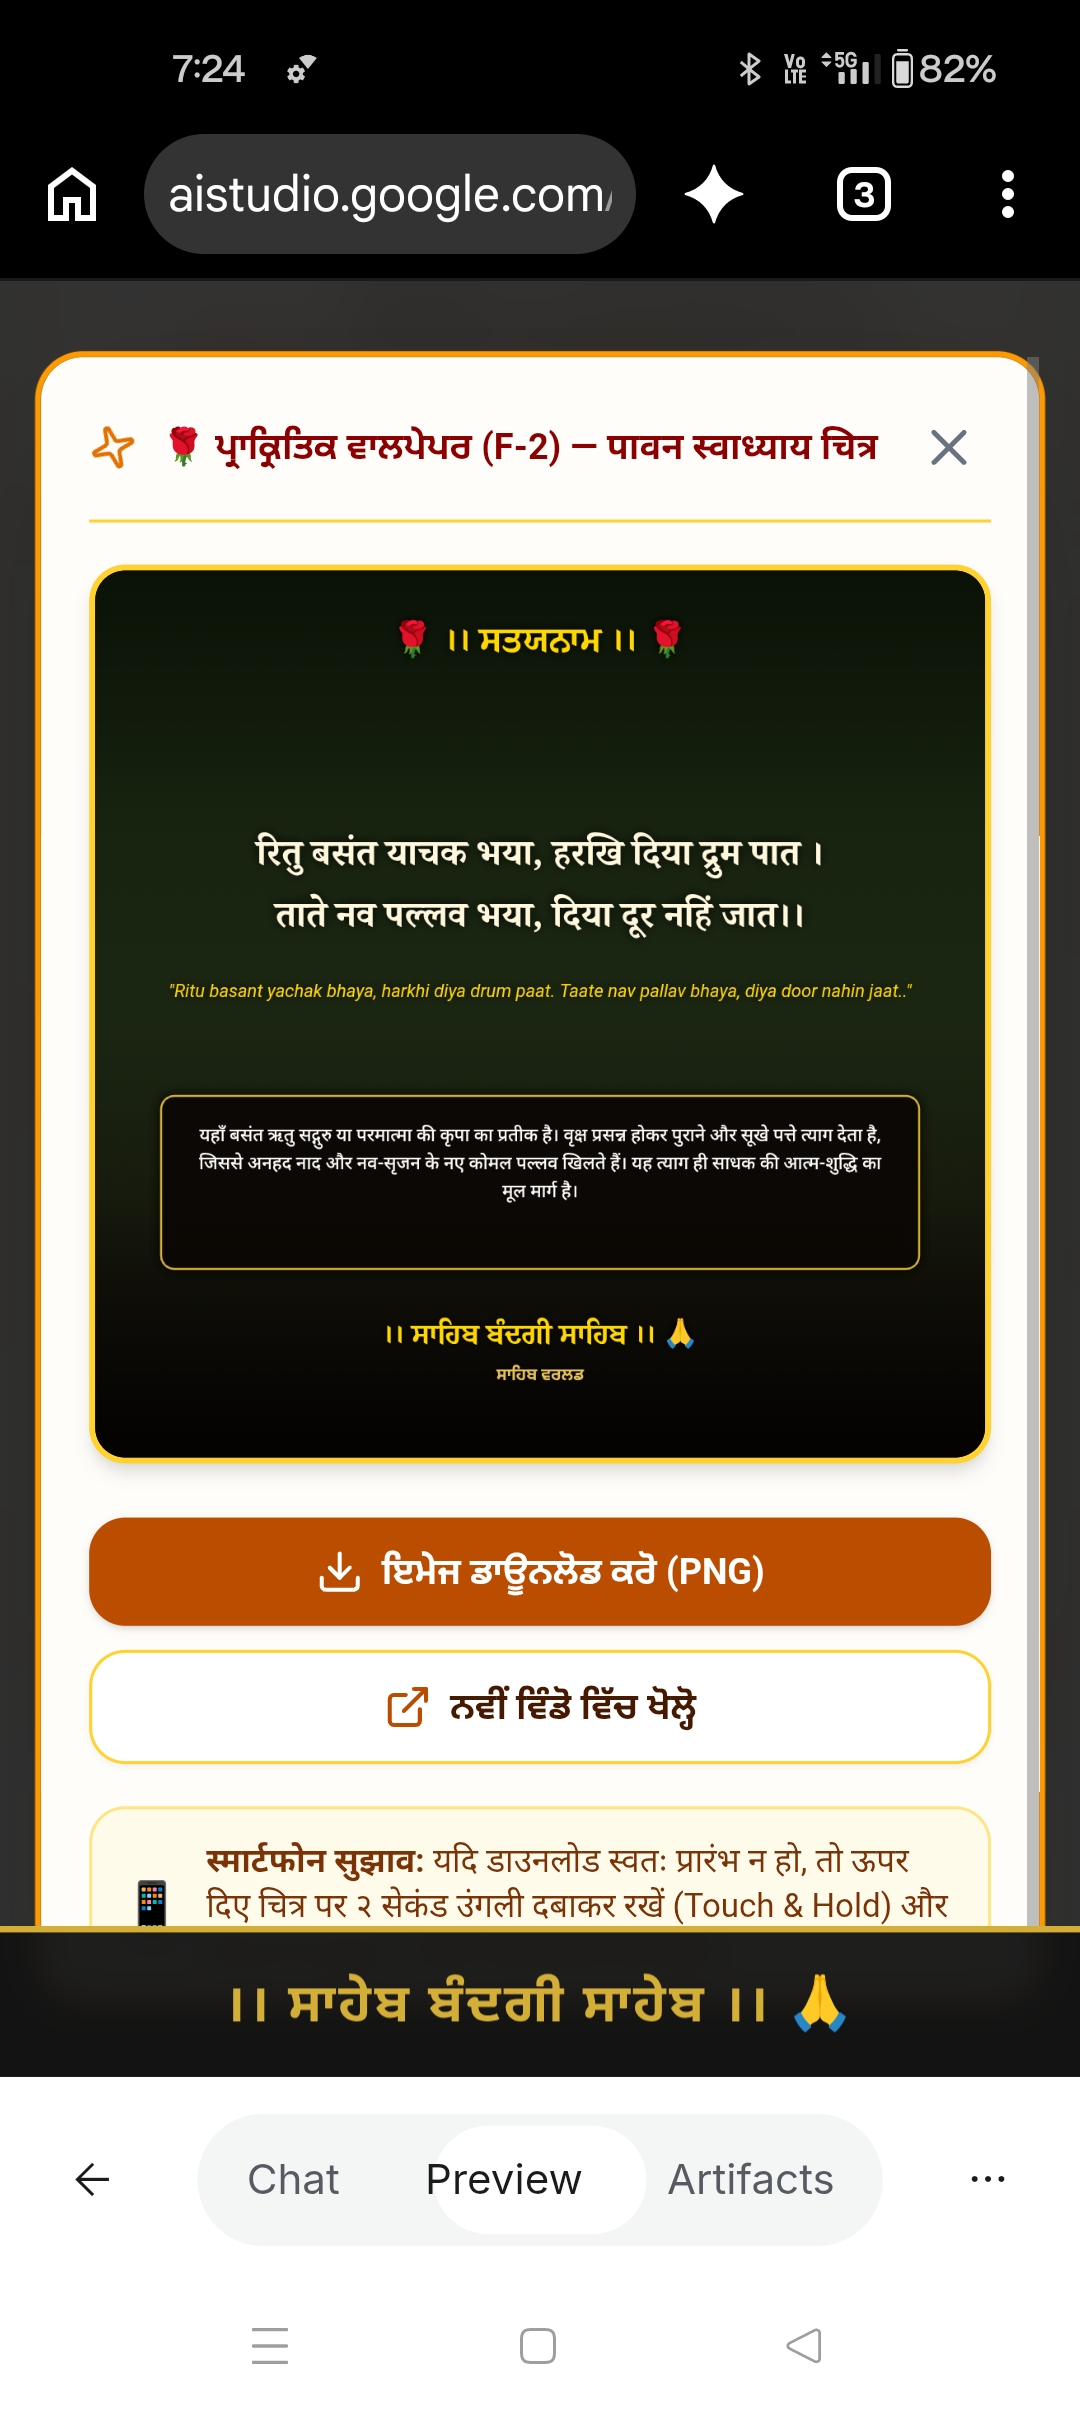 7:24
Vo LTE 5G 82%
aistudio.google.com/
3
🌹 ਪ੍ਰਾਕ੍ਰਿਤਿਕ ਵਾਲਪੇਪਰ (F-2) — पावन स्वाध्याय चित्र
🌹 ।। ਸਤਯਨਾਮ ।। 🌹
रितु बसंत याचक भया, हरखि दिया द्रुम पात ।
ताते नव पल्लव भया, दिया दूर नहिं जात।।
"Ritu basant yachak bhaya, harkhi diya drum paat. Taate nav pallav bhaya, diya door nahin jaat.."
यहाँ बसंत ऋतु सद्गुरु या परमात्मा की कृपा का प्रतीक है। वृक्ष प्रसन्न होकर पुराने और सूखे पत्ते त्याग देता है,
जिससे अनहद नाद और नव-सृजन के नए कोमल पल्लव खिलते हैं। यह त्याग ही साधक की आत्म-शुद्धि का
मूल मार्ग है।
।। ਸਾਹਿਬ ਬੰਦਗੀ ਸਾਹਿਬ ।। 🙏
ਸਾਹਿਬ ਵਰਲਡ
ਇਮੇਜ ਡਾਊਨਲੋਡ ਕਰੋ (PNG)
ਨਵੀਂ ਵਿੰਡੋ ਵਿੱਚ ਖੋਲ੍ਹੋ
स्मार्टफोन सुझाव: यदि डाउनलोड स्वतः प्रारंभ न हो, तो ऊपर
दिए चित्र पर २ सेकंड उंगली दबाकर रखें (Touch & Hold) और
।। ਸਾਹੇਬ ਬੰਦਗੀ ਸਾਹੇਬ ।। 🙏
Chat Preview Artifacts